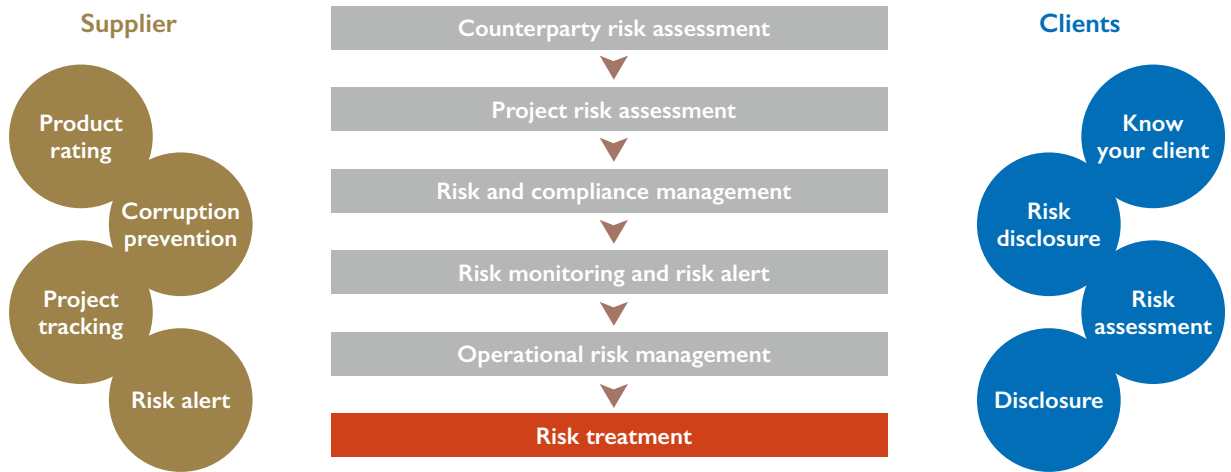 Supplier
Product
rating
Corruption
prevention
Project
tracking
Risk alert
Counterparty risk assessment
Project risk assessment
Risk and compliance management
Risk monitoring and risk alert
Operational risk management
Risk treatment
Clients
Know
your client
Risk
disclosure
Risk
assessment
Disclosure